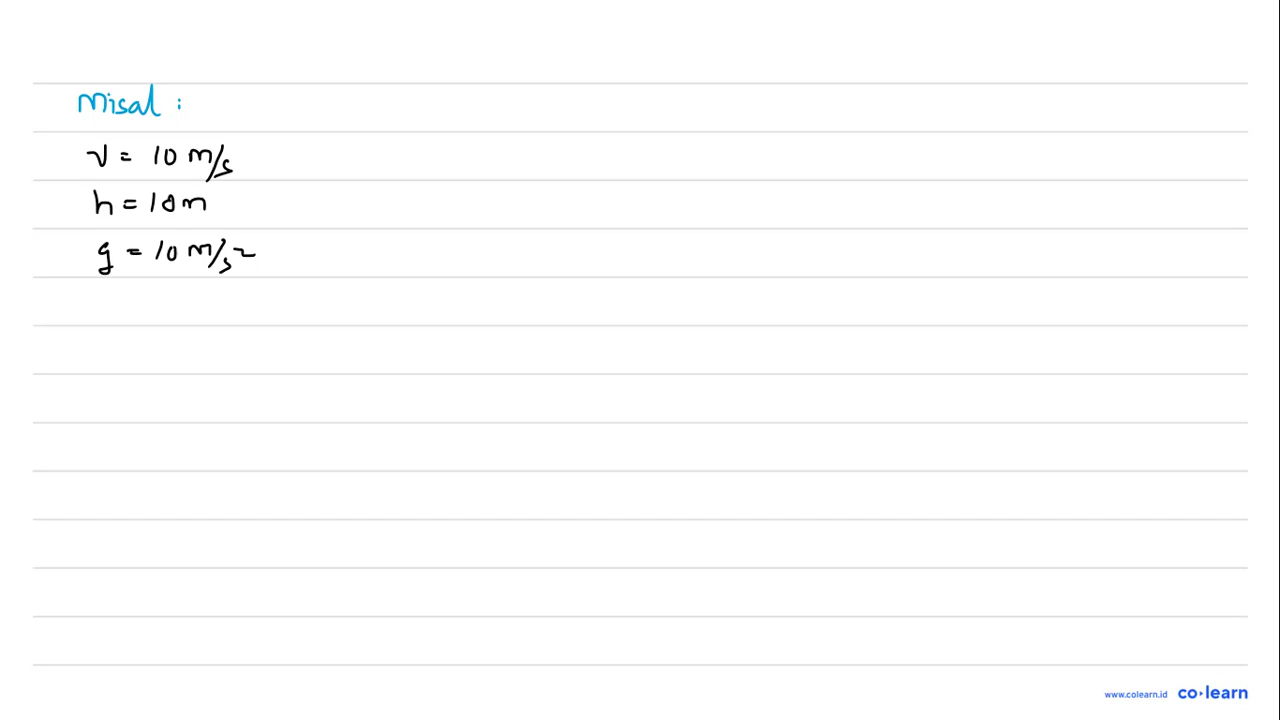 Misal :
v = 10 m/s
h = 10 m
g = 10 m/s²
www.colearn.id co·learn